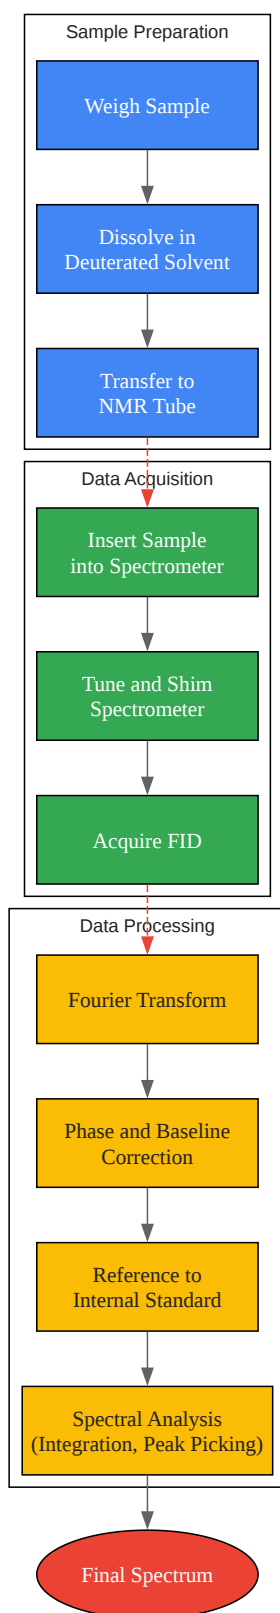 Sample Preparation
Weigh Sample
Dissolve in
Deuterated Solvent
Transfer to
NMR Tube
Data Acquisition
Insert Sample
into Spectrometer
Tune and Shim
Spectrometer
Acquire FID
Data Processing
Fourier Transform
Phase and Baseline
Correction
Reference to
Internal Standard
Spectral Analysis
(Integration, Peak Picking)
Final Spectrum